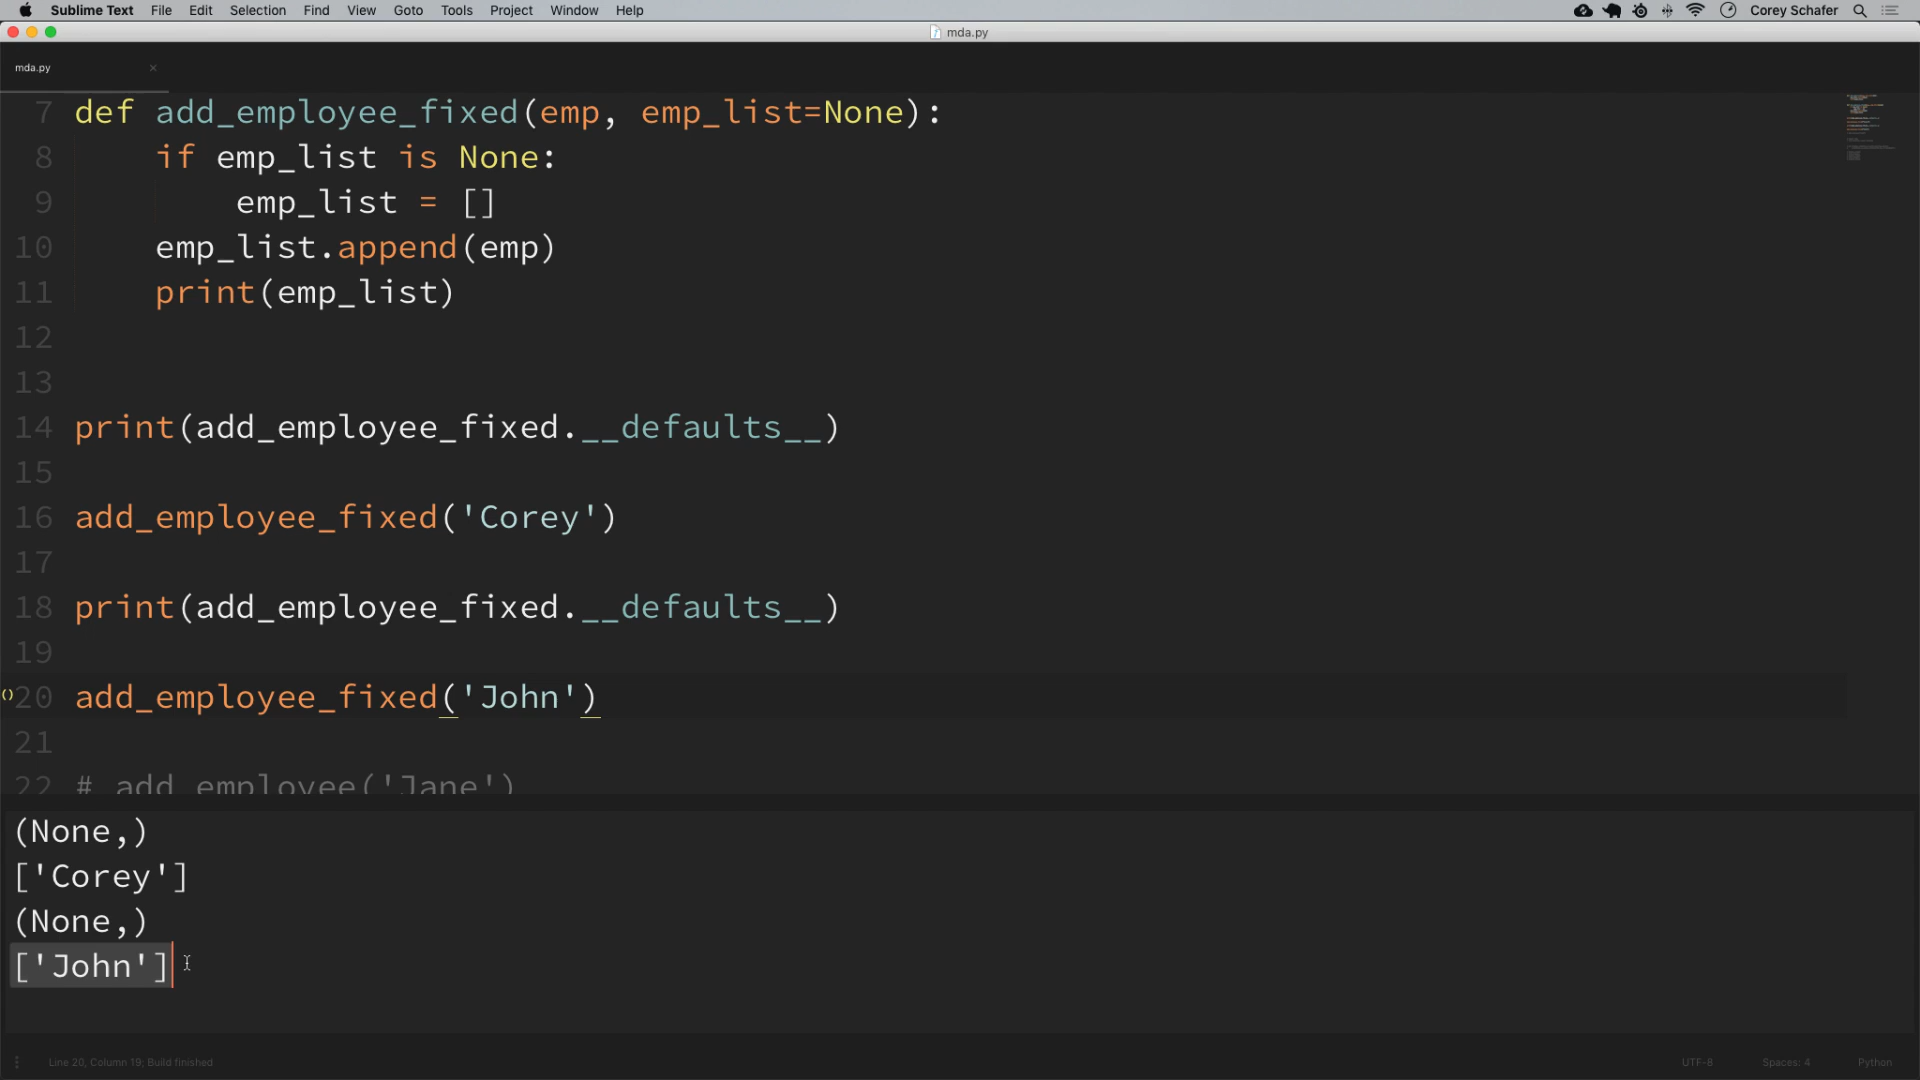 Sublime Text File Edit Selection Find View Goto Tools Project Window Help Corey Schafer
mda.py
mda.py
7 def add_employee_fixed(emp, emp_list=None):
8     if emp_list is None:
9         emp_list = []
10     emp_list.append(emp)
11     print(emp_list)
12
13
14 print(add_employee_fixed.__defaults__)
15
16 add_employee_fixed('Corey')
17
18 print(add_employee_fixed.__defaults__)
19
20 add_employee_fixed('John')
21
22 # add_employee('Jane')
(None,)
['Corey']
(None,)
['John']
Line 20, Column 19; Build finished UTF-8 Spaces: 4 Python